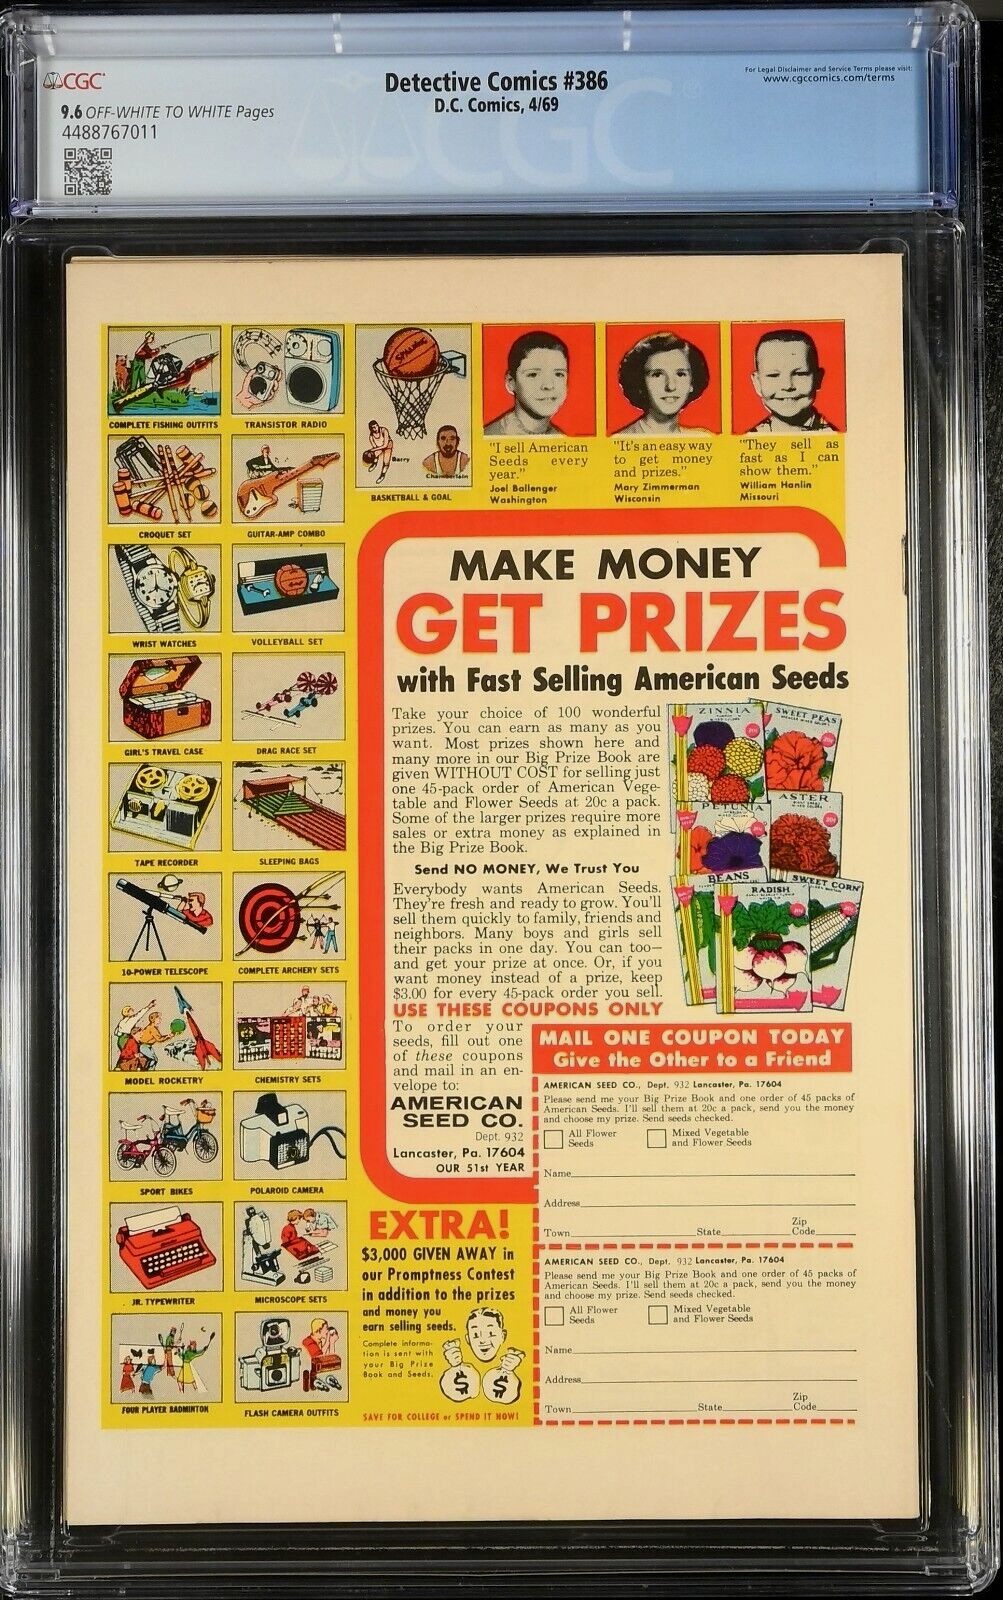 CGC
Detective Comics #386
D.C. Comics, 4/69
For Legal Disclaimer and Service Terms please visit:
www.cgccomics.com/terms
9.6 OFF-WHITE TO WHITE Pages
4488767011
CGC
COMPLETE FISHING OUTFITS
TRANSISTOR RADIO
SPALDING
Barry
Chamberlain
BASKETBALL & GOAL
"I sell American
Seeds every
year."
Joel Ballenger
Washington
"It's an easy way
to get money
and prizes."
Mary Zimmerman
Wisconsin
"They sell as
fast as I can
show them."
William Hanlin
Missouri
CROQUET SET
GUITAR-AMP COMBO
WRIST WATCHES
VOLLEYBALL SET
GIRL'S TRAVEL CASE
DRAG RACE SET
TAPE RECORDER
SLEEPING BAGS
10-POWER TELESCOPE
COMPLETE ARCHERY SETS
MODEL ROCKETRY
CHEMISTRY SETS
SPORT BIKES
POLAROID CAMERA
JR. TYPEWRITER
MICROSCOPE SETS
FOUR PLAYER BADMINTON
FLASH CAMERA OUTFITS
MAKE MONEY
GET PRIZES
with Fast Selling American Seeds
Take your choice of 100 wonderful
prizes. You can earn as many as you
want. Most prizes shown here and
many more in our Big Prize Book are
given WITHOUT COST for selling just
one 45-pack order of American Vege-
table and Flower Seeds at 20c a pack.
Some of the larger prizes require more
sales or extra money as explained in
the Big Prize Book.
Send NO MONEY, We Trust You
Everybody wants American Seeds.
They're fresh and ready to grow. You'll
sell them quickly to family, friends and
neighbors. Many boys and girls sell
their packs in one day. You can too—
and get your prize at once. Or, if you
want money instead of a prize, keep
$3.00 for every 45-pack order you sell.
USE THESE COUPONS ONLY
ZINNIA
SWEET PEAS
PETUNIA
ASTER
BEANS
RADISH
SWEET CORN
To order your
seeds, fill out one
of these coupons
and mail in an en-
velope to:
AMERICAN
SEED CO.
Dept. 932
Lancaster, Pa. 17604
OUR 51st YEAR
MAIL ONE COUPON TODAY
Give the Other to a Friend
AMERICAN SEED CO., Dept. 932 Lancaster, Pa. 17604
Please send me your Big Prize Book and one order of 45 packs of
American Seeds. I'll sell them at 20c a pack, send you the money
and choose my prize. Send seeds checked.
All Flower
Seeds
Mixed Vegetable
and Flower Seeds
Name
Address
Town State Zip Code
AMERICAN SEED CO., Dept. 932 Lancaster, Pa. 17604
Please send me your Big Prize Book and one order of 45 packs of
American Seeds. I'll sell them at 20c a pack, send you the money
and choose my prize. Send seeds checked.
All Flower
Seeds
Mixed Vegetable
and Flower Seeds
Name
Address
Town State Zip Code
EXTRA!
$3,000 GIVEN AWAY in
our Promptness Contest
in addition to the prizes
and money you
earn selling seeds.
Complete informa-
tion is sent with
your Big Prize
Book and Seeds.
$ $
SAVE FOR COLLEGE or SPEND IT NOW!